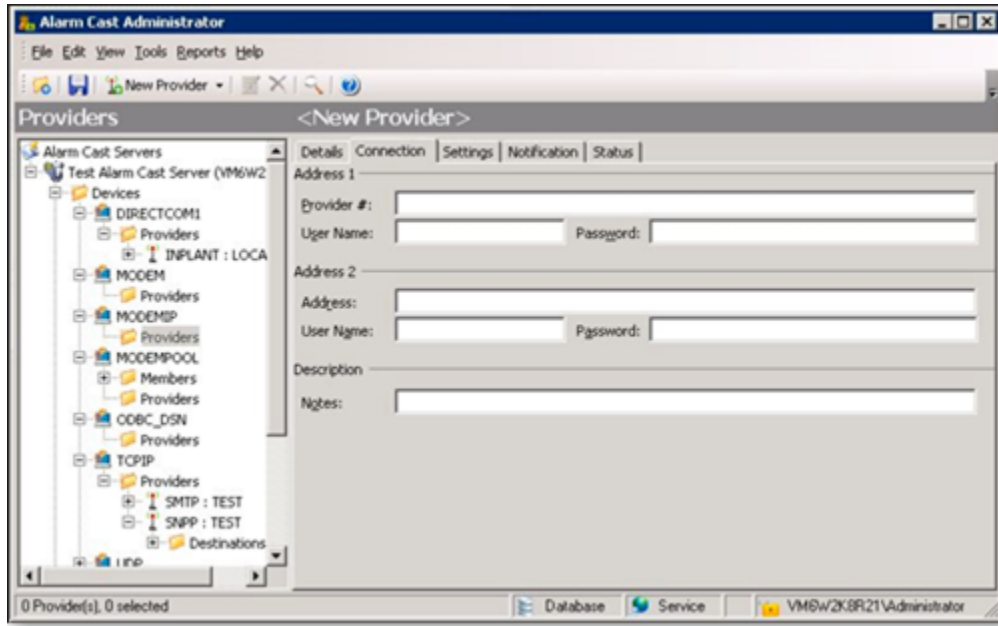 Alarm Cast Administrator
File Edit View Tools Reports Help
New Provider
Providers
<New Provider>
Alarm Cast Servers
Test Alarm Cast Server (VM6W2
Devices
DIRECTCOM1
Providers
INPLANT : LOCA
MODEM
Providers
MODEMIP
Providers
MODEMPOOL
Members
Providers
ODBC_DSN
Providers
TCPIP
Providers
SMTP : TEST
SNPP : TEST
Destinations
UDP
Details Connection Settings Notification Status
Address 1
Provider #:
User Name: Password:
Address 2
Address:
User Name: Password:
Description
Notes:
0 Provider(s), 0 selected
Database Service VM6W2K8R21\Administrator